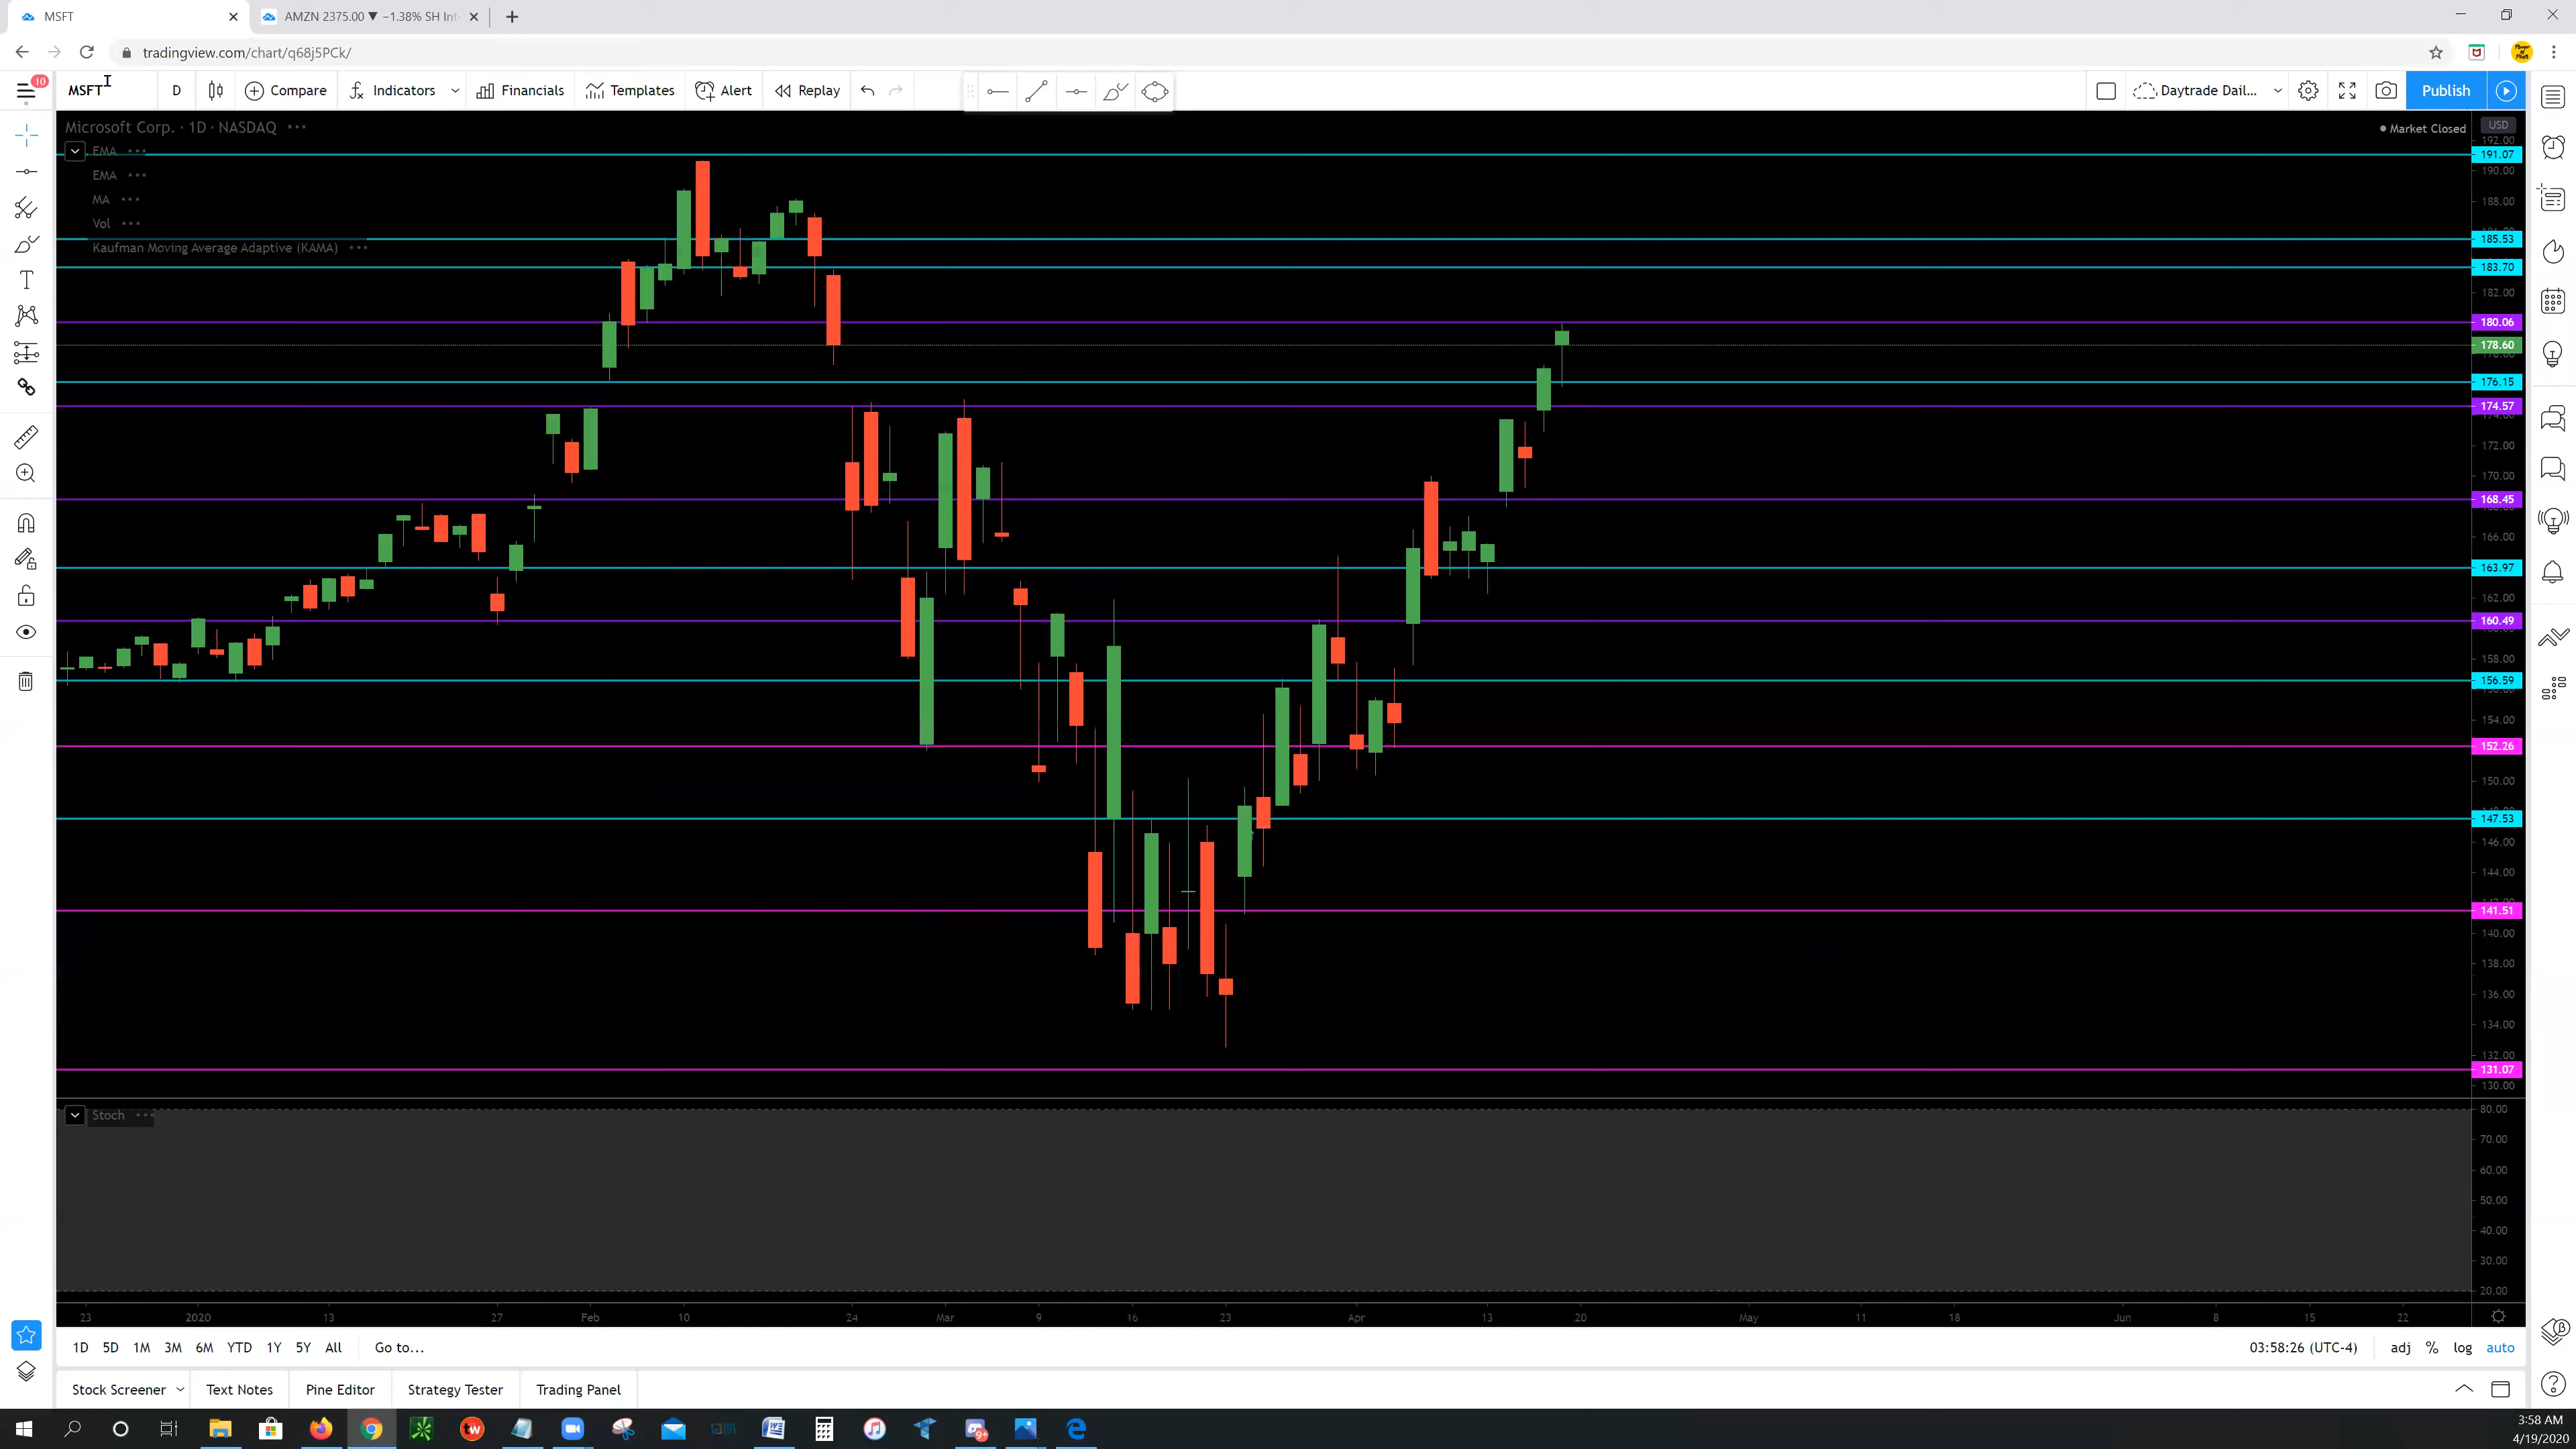 MSFT
AMZN 2375.00 ▼ −1.38% SH Int
tradingview.com/chart/q68j5PCk/
10
MSFT D Compare Indicators Financials Templates Alert Replay Daytrade Dail... Publish
Microsoft Corp. · 1D · NASDAQ
Market Closed USD
EMA
EMA
MA
Vol
Kaufman Moving Average Adaptive (KAMA)
192.00
191.07
190.00
188.00
185.53
183.70
182.00
180.06
178.60
176.15
174.57
172.00
170.00
168.45
166.00
163.97
162.00
160.49
158.00
156.59
154.00
152.26
150.00
147.53
146.00
144.00
141.51
140.00
138.00
136.00
134.00
132.00
131.07
130.00
Stoch
80.00
70.00
60.00
50.00
40.00
30.00
20.00
23 2020 13 27 Feb 10 24 Mar 9 16 23 Apr 13 20 May 11 18 Jun 8 15 22
1D 5D 1M 3M 6M YTD 1Y 5Y All Go to... 03:58:26 (UTC-4) adj % log auto
Stock Screener Text Notes Pine Editor Strategy Tester Trading Panel
3:58 AM
4/19/2020